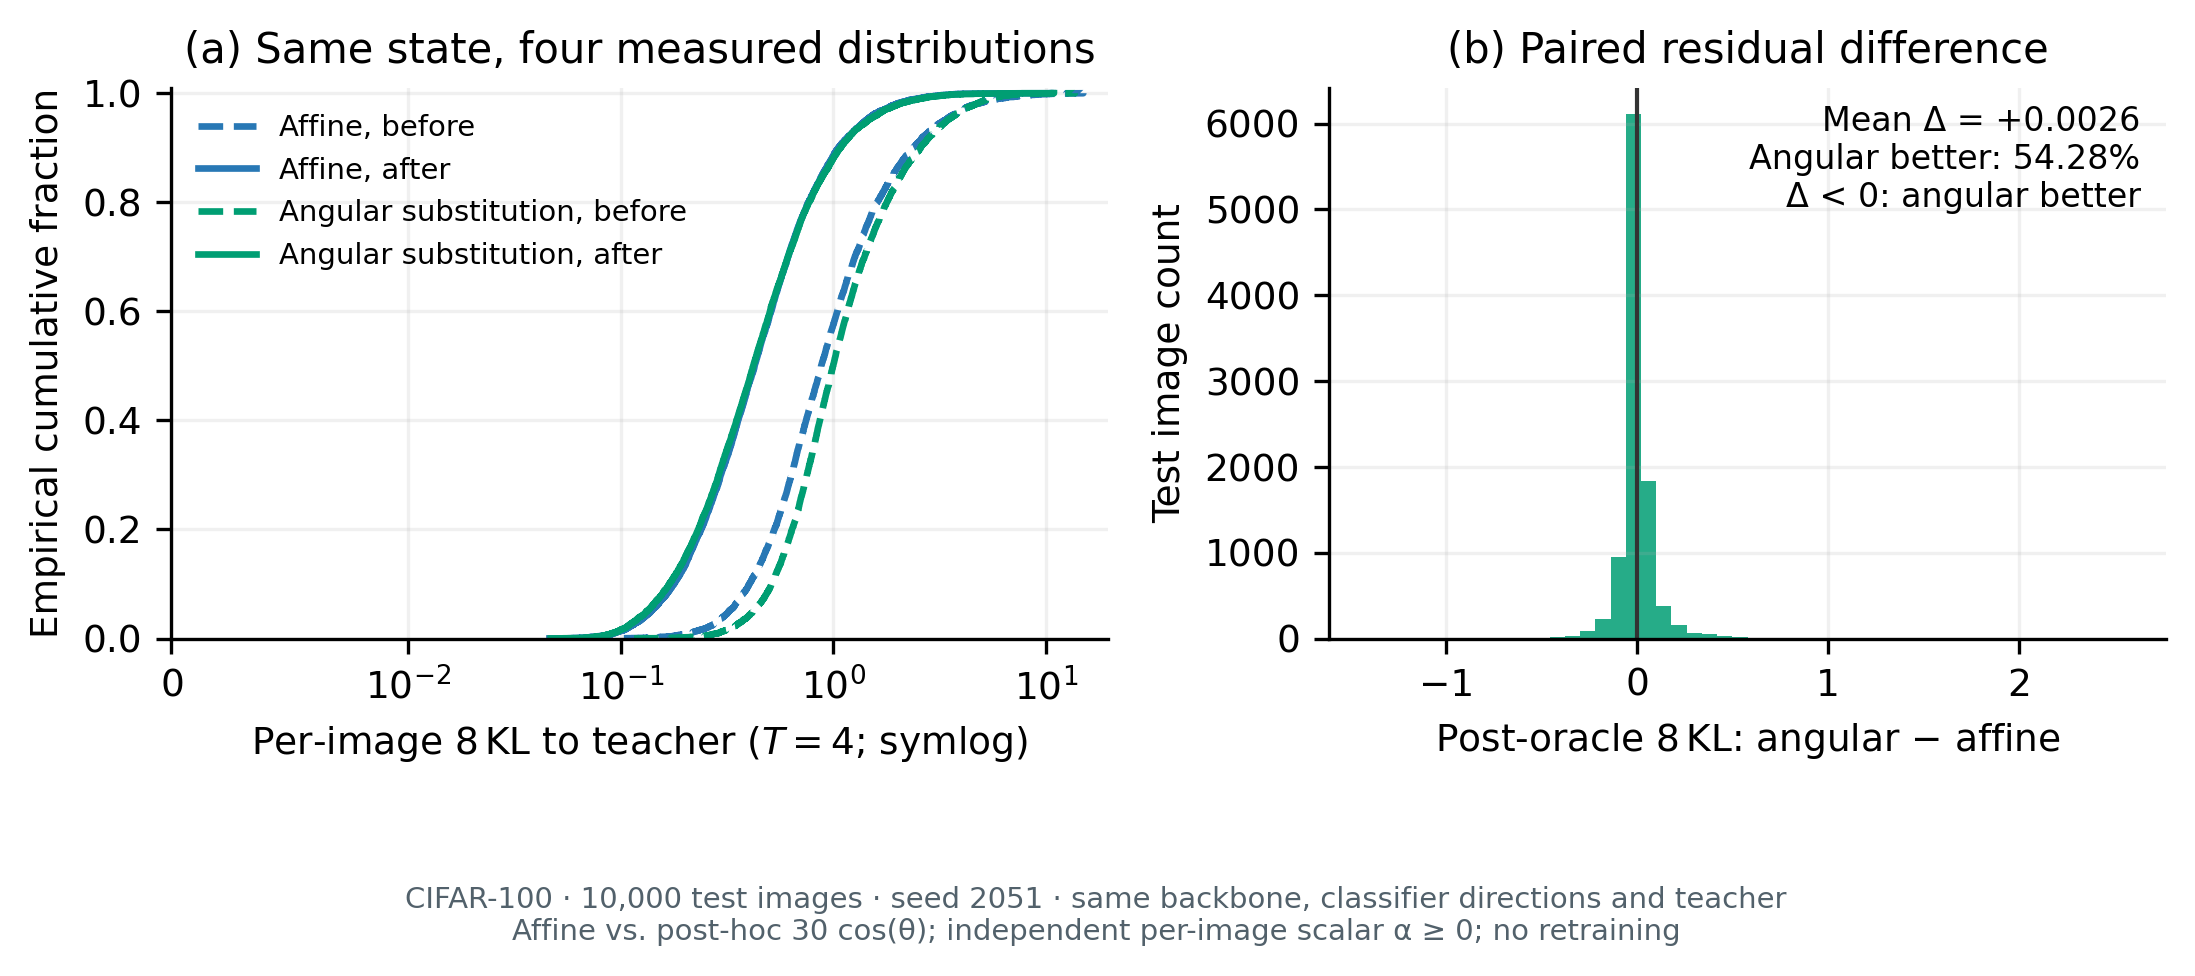 (a) Same state, four measured distributions
Empirical cumulative fraction
1.0
0.8
0.6
0.4
0.2
0.0
Affine, before
Affine, after
Angular substitution, before
Angular substitution, after
0
10⁻²
10⁻¹
10⁰
10¹
Per-image 8 KL to teacher (T = 4; symlog)
(b) Paired residual difference
Test image count
6000
5000
4000
3000
2000
1000
0
Mean Δ = +0.0026
Angular better: 54.28%
Δ < 0: angular better
−1
0
1
2
Post-oracle 8 KL: angular − affine
CIFAR-100 · 10,000 test images · seed 2051 · same backbone, classifier directions and teacher
Affine vs. post-hoc 30 cos(θ); independent per-image scalar α ≥ 0; no retraining